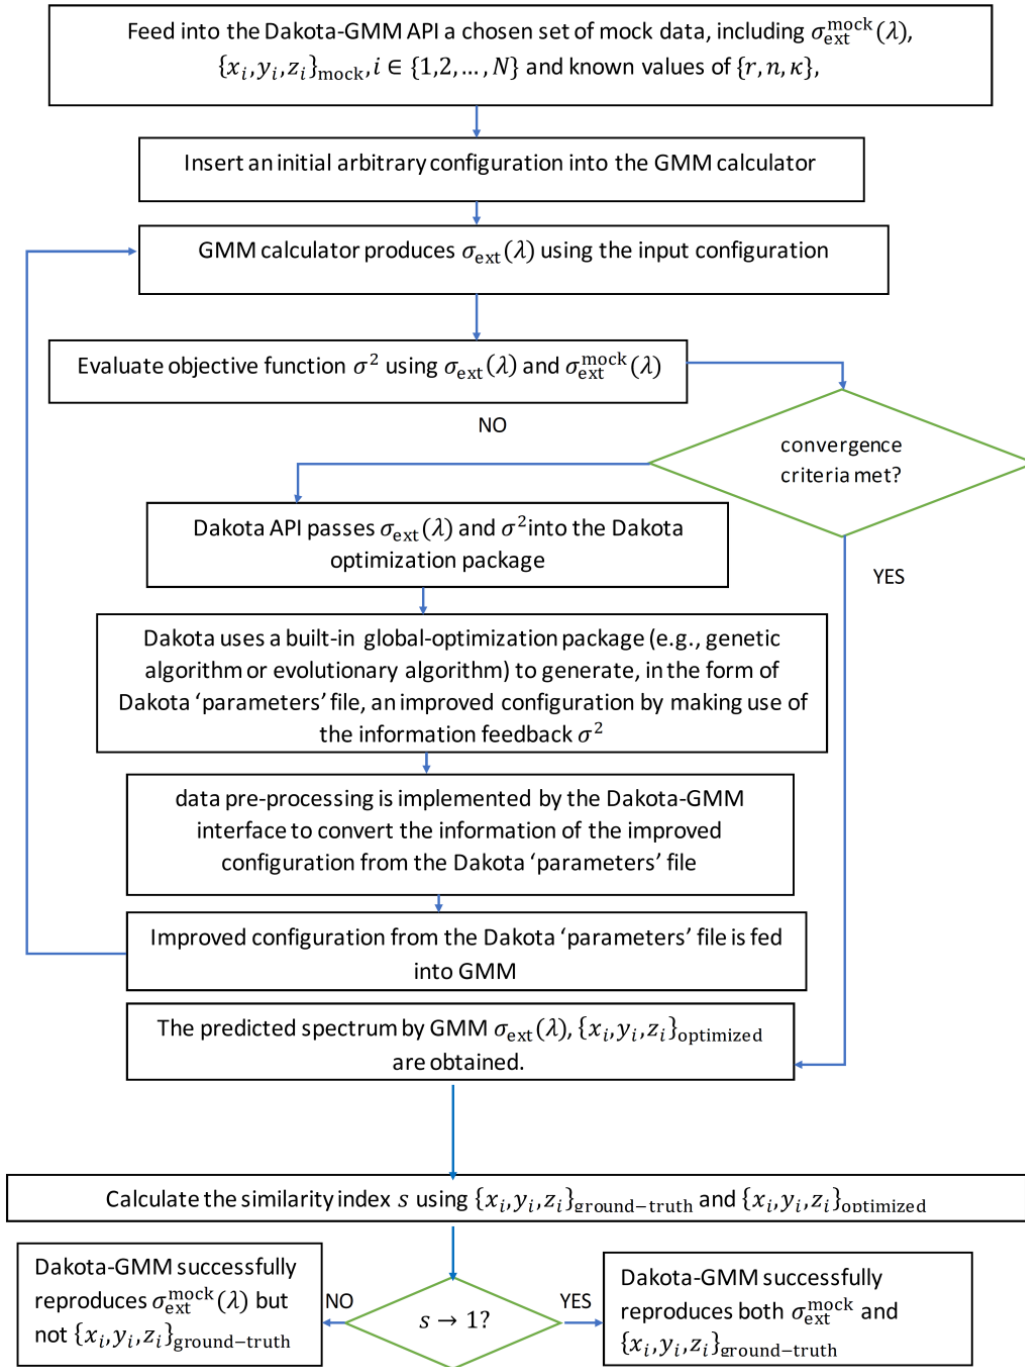 Feed into the Dakota-GMM API a chosen set of mock data, including σ_ext^mock(λ),
{x_i, y_i, z_i}_mock, i ∈ {1,2, … , N} and known values of {r, n, κ},
Insert an initial arbitrary configuration into the GMM calculator
GMM calculator produces σ_ext(λ) using the input configuration
Evaluate objective function σ² using σ_ext(λ) and σ_ext^mock(λ)
NO
convergence
criteria met?
Dakota API passes σ_ext(λ) and σ²into the Dakota
optimization package
YES
Dakota uses a built-in global-optimization package (e.g., genetic
algorithm or evolutionary algorithm) to generate, in the form of
Dakota ‘parameters’ file, an improved configuration by making use of
the information feedback σ²
data pre-processing is implemented by the Dakota-GMM
interface to convert the information of the improved
configuration from the Dakota ‘parameters’ file
Improved configuration from the Dakota ‘parameters’ file is fed
into GMM
The predicted spectrum by GMM σ_ext(λ), {x_i, y_i, z_i}_optimized
are obtained.
Calculate the similarity index s using {x_i, y_i, z_i}_ground−truth and {x_i, y_i, z_i}_optimized
Dakota-GMM successfully
reproduces σ_ext^mock(λ) but
not {x_i, y_i, z_i}_ground−truth
NO
s → 1?
YES
Dakota-GMM successfully
reproduces both σ_ext^mock and
{x_i, y_i, z_i}_ground−truth